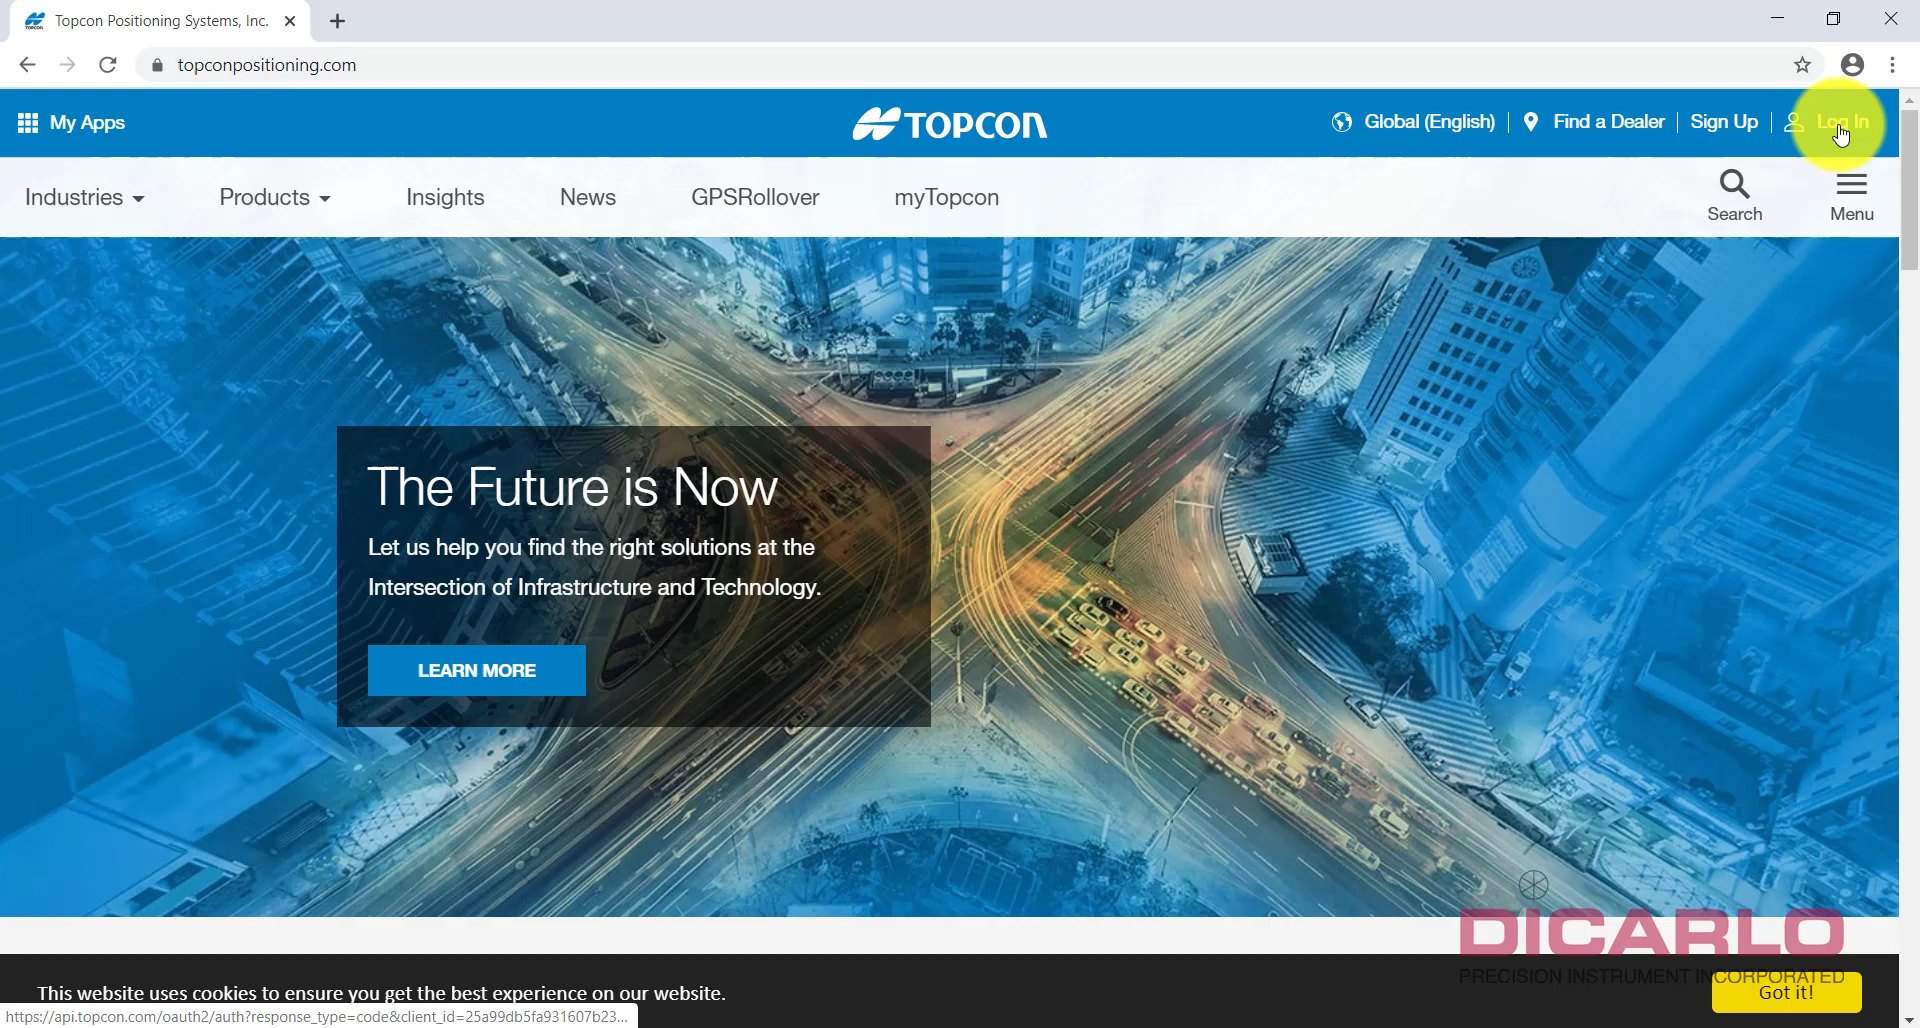 Topcon Positioning Systems, Inc.
topconpositioning.com
My Apps
TOPCON
Global (English)
Find a Dealer
Sign Up
Log In
Industries
Products
Insights
News
GPSRollover
myTopcon
Search
Menu
The Future is Now
Let us help you find the right solutions at the
Intersection of Infrastructure and Technology.
LEARN MORE
DICARLO
PRECISION INSTRUMENT INCORPORATED
This website uses cookies to ensure you get the best experience on our website.
Got it!
https://api.topcon.com/oauth2/auth?response_type=code&client_id=25a99db5fa931607b23...